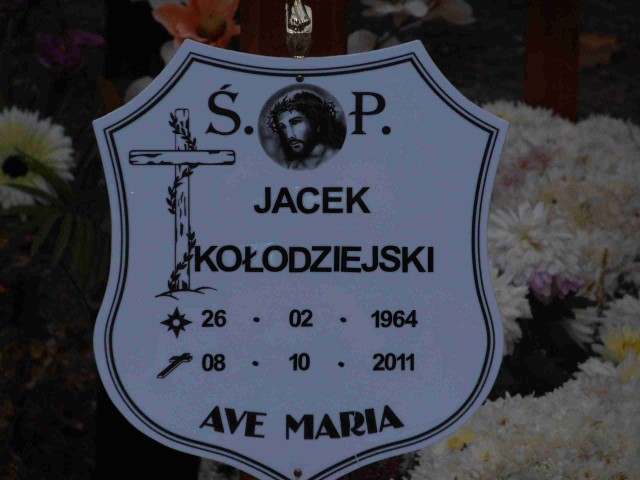 Ś. P.
JACEK
KOŁODZIEJSKI
26 · 02 · 1964
08 · 10 · 2011
AVE MARIA